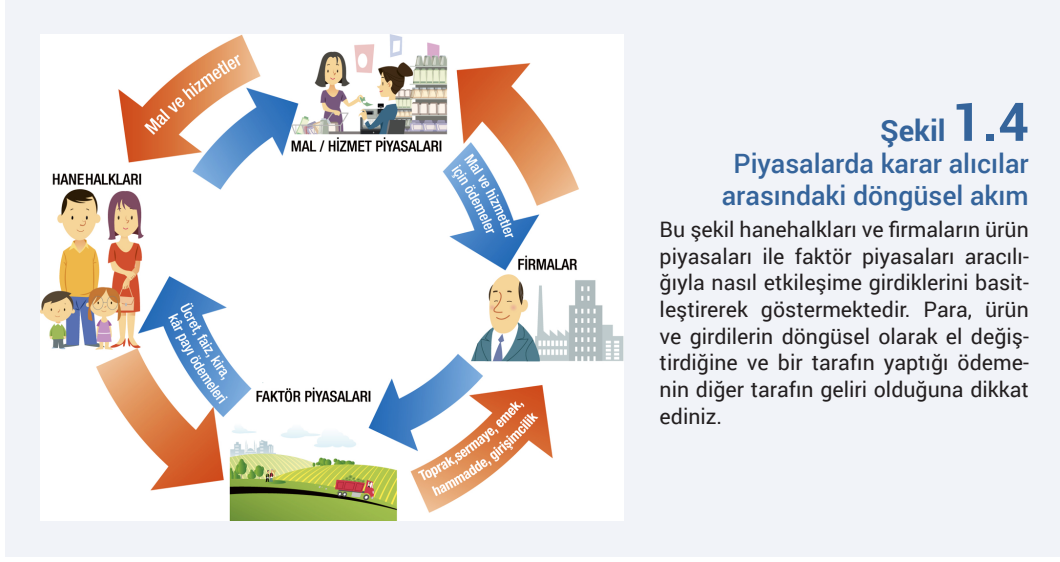 Mal ve hizmetler
MAL / HİZMET PİYASALARI
Mal ve hizmetler
için ödemeler
HANEHALKLARI
FİRMALAR
Ücret, faiz, kira,
kâr payı ödemeleri
FAKTÖR PİYASALARI
Toprak,sermaye, emek,
hammadde, girişimcilik
Şekil 1.4
Piyasalarda karar alıcılar
arasındaki döngüsel akım
Bu şekil hanehalkları ve firmaların ürün
piyasaları ile faktör piyasaları aracılı-
ğıyla nasıl etkileşime girdiklerini basit-
leştirerek göstermektedir. Para, ürün
ve girdilerin döngüsel olarak el değiş-
tirdiğine ve bir tarafın yaptığı ödeme-
nin diğer tarafın geliri olduğuna dikkat
ediniz.